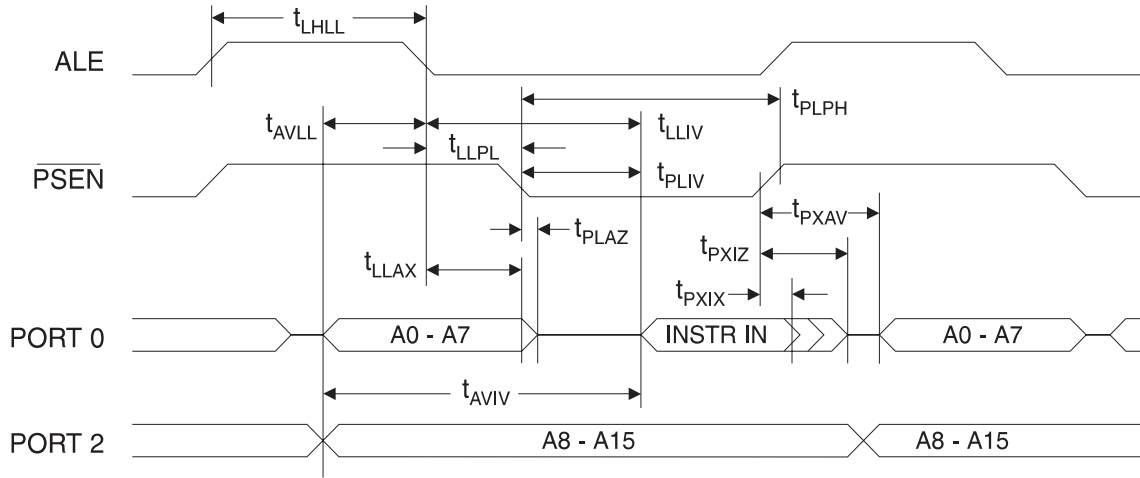 tLHLL
ALE
tPLPH
tAVLL
tLLIV
tLLPL
PSEN
tPLIV
tPXAV
tPLAZ
tPXIZ
tLLAX
tPXIX
PORT 0
A0 - A7
INSTR IN
A0 - A7
tAVIV
PORT 2
A8 - A15
A8 - A15